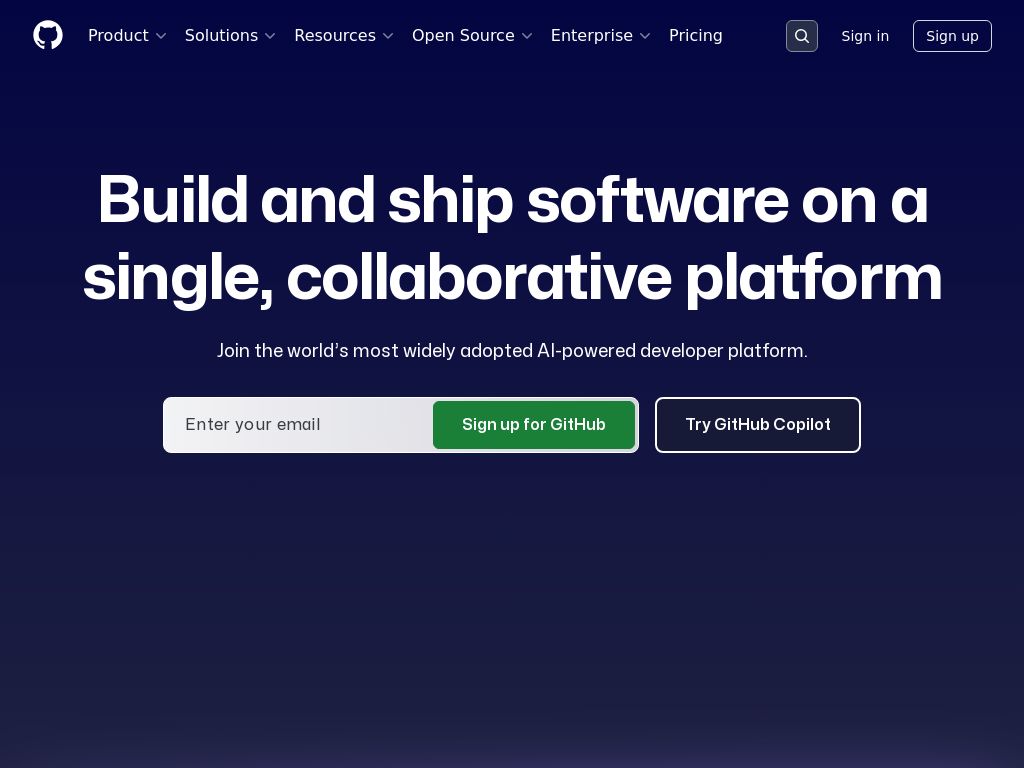 Product Solutions Resources Open Source Enterprise Pricing Sign in Sign up
Build and ship software on a
single, collaborative platform
Join the world’s most widely adopted AI-powered developer platform.
Enter your email Sign up for GitHub Try GitHub Copilot